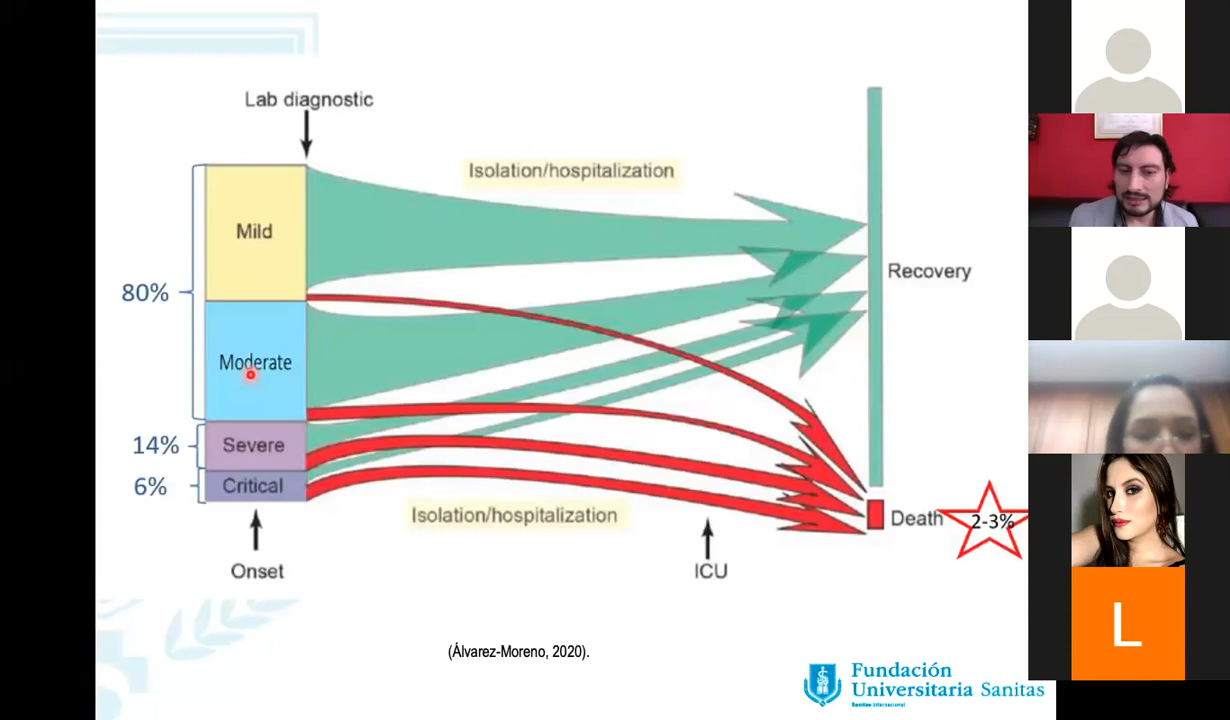 Lab diagnostic
Isolation/hospitalization
Mild
Recovery
80%
Moderate
14%
Severe
6%
Critical
Isolation/hospitalization
Death
2-3%
Onset
ICU
(Álvarez-Moreno, 2020).
Fundación
Universitaria Sanitas
Sanitas Internacional
L